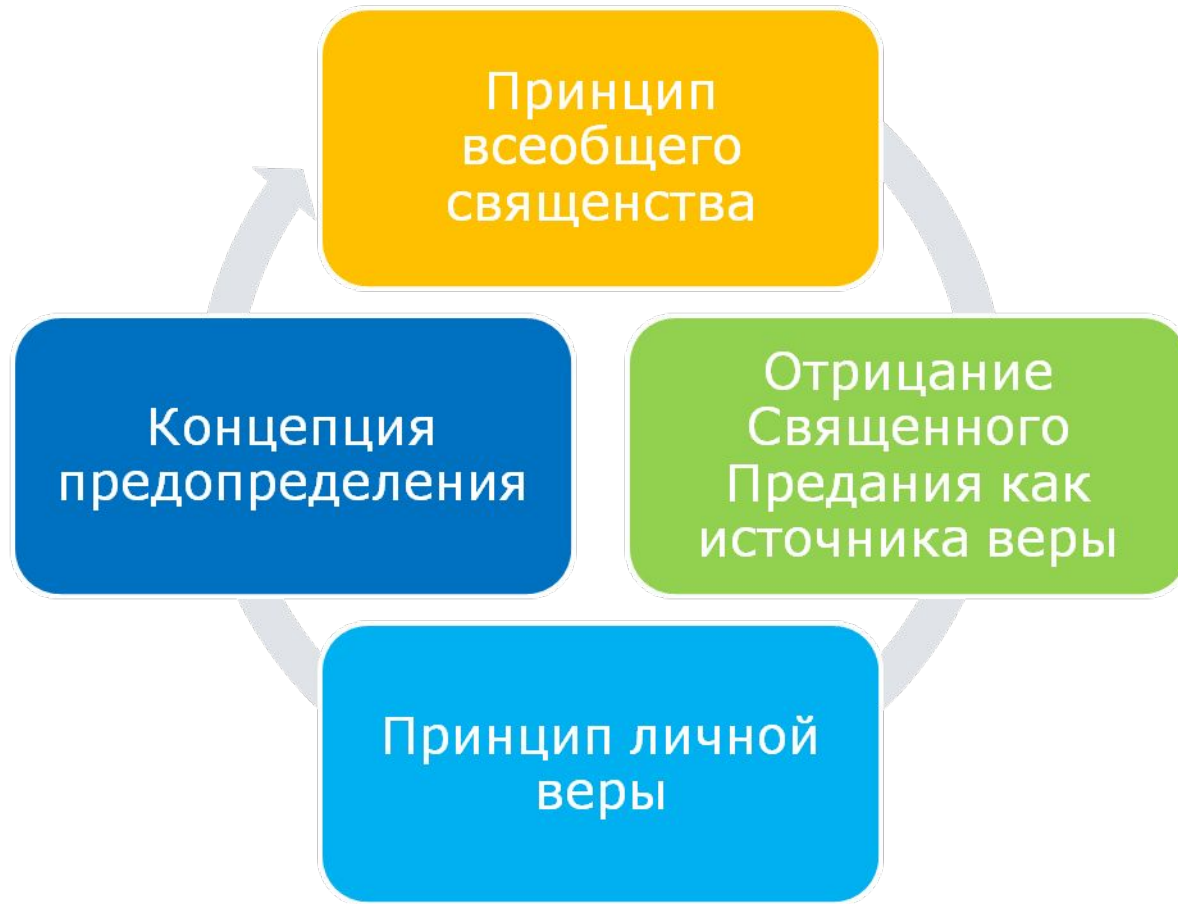 Принцип
всеобщего
священства
Отрицание
Священного
Предания как
источника веры
Принцип личной
веры
Концепция
предопределения